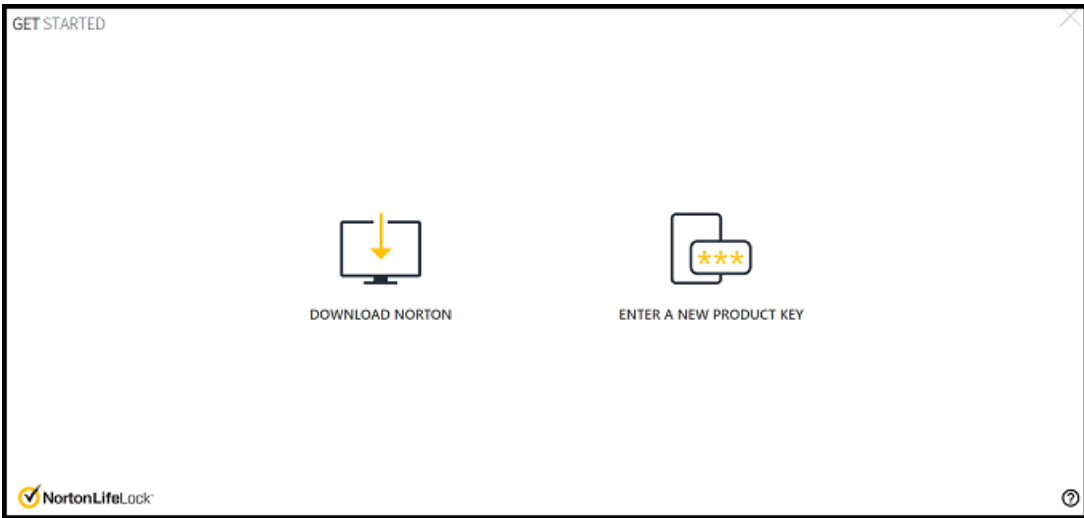 GET STARTED
DOWNLOAD NORTON
ENTER A NEW PRODUCT KEY
***
NortonLifeLock